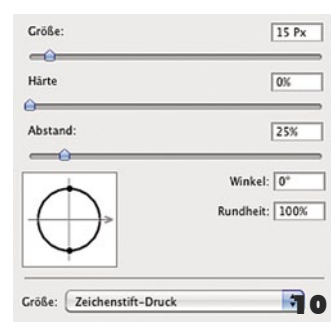 Größe: 15 Px
Härte 0%
Abstand: 25%
Winkel: 0°
Rundheit: 100%
Größe: Zeichenstift-Druck
10